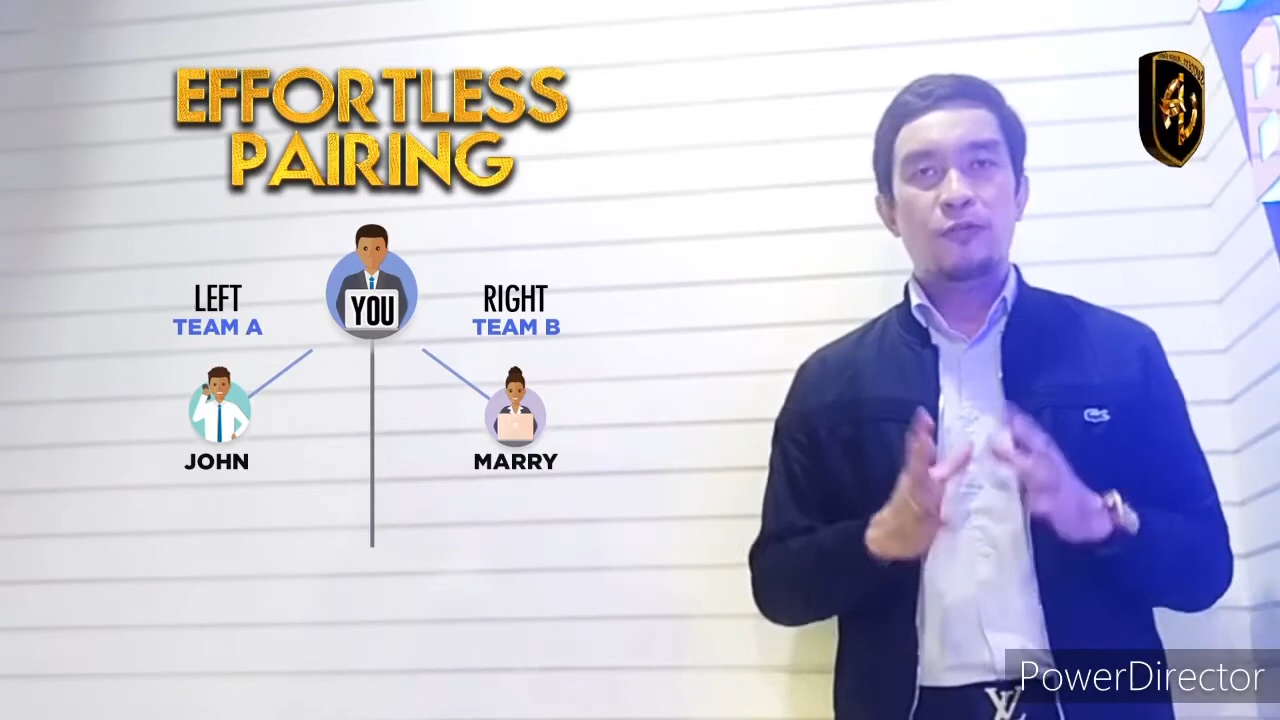 EFFORTLESS
PAIRING
LEFT
TEAM A
YOU
RIGHT
TEAM B
JOHN
MARRY
PowerDirector